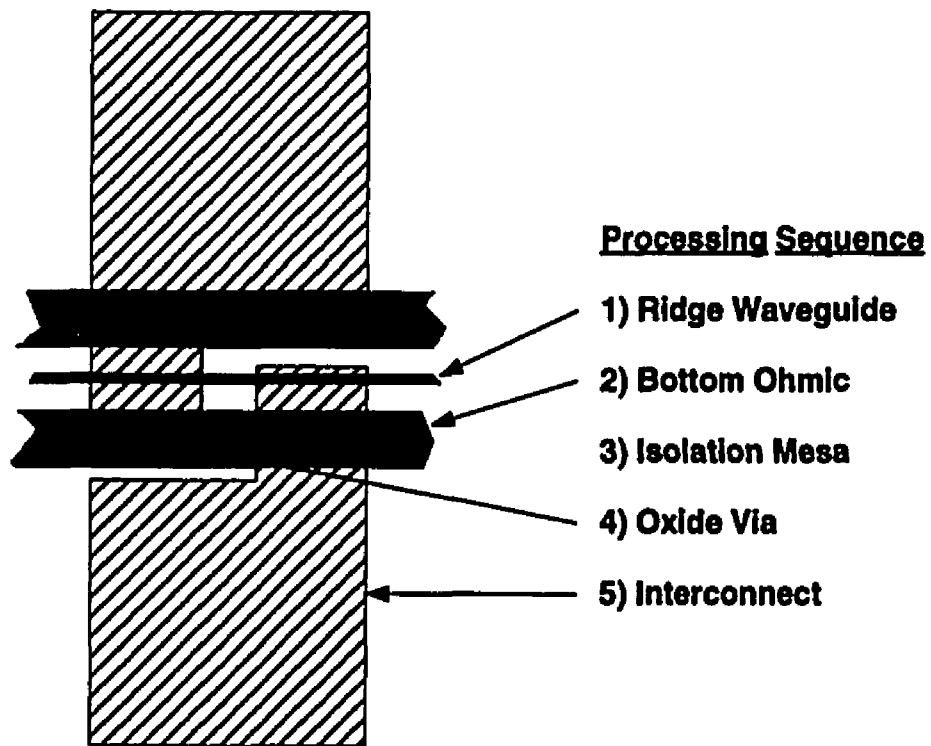 Processing Sequence
1) Ridge Waveguide
2) Bottom Ohmic
3) Isolation Mesa
4) Oxide Via
5) Interconnect